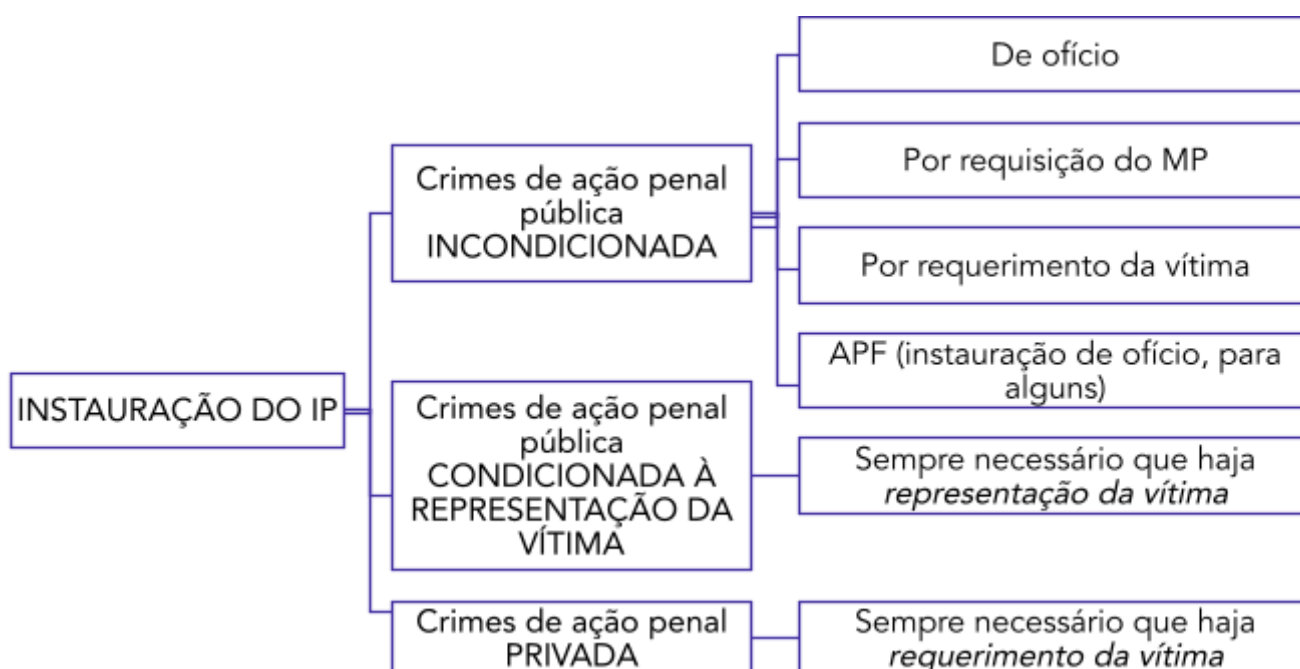 De ofício
Por requisição do MP
Crimes de ação penal
pública
INCONDICIONADA
Por requerimento da vítima
APF (instauração de ofício, para
alguns)
INSTAURAÇÃO DO IP
Crimes de ação penal
pública
CONDICIONADA À
REPRESENTAÇÃO DA
VÍTIMA
Sempre necessário que haja
representação da vítima
Crimes de ação penal
PRIVADA
Sempre necessário que haja
requerimento da vítima